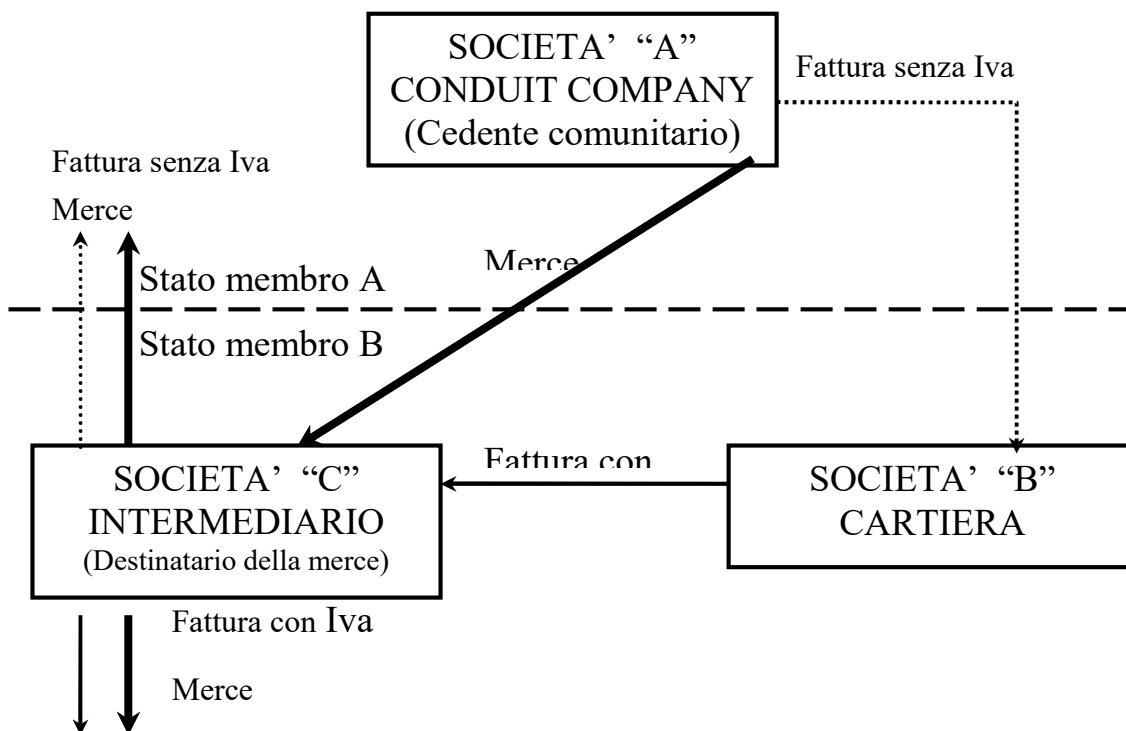 SOCIETA’ “A”
CONDUIT COMPANY
(Cedente comunitario)
Fattura senza Iva
Fattura senza Iva
Merce
Merce
Stato membro A
Stato membro B
Fattura con
SOCIETA’ “C”
INTERMEDIARIO
(Destinatario della merce)
SOCIETA’ “B”
CARTIERA
Fattura con Iva
Merce